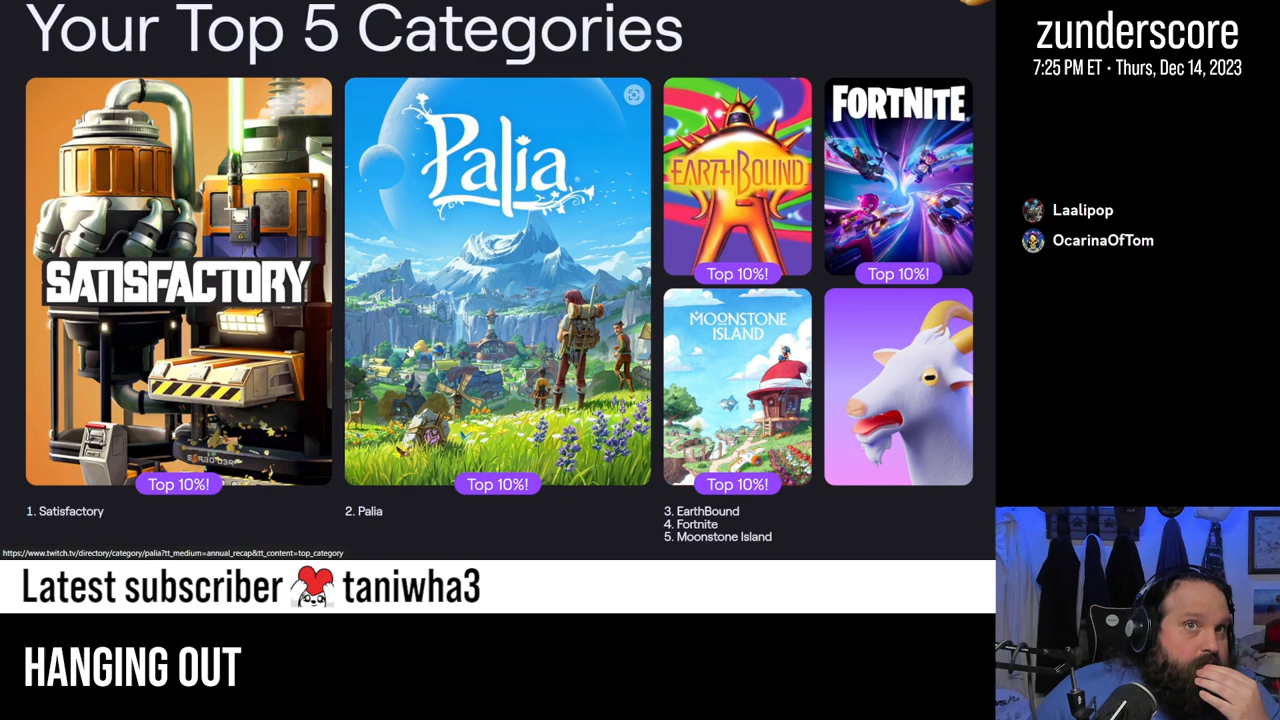 Your Top 5 Categories
zunderscore
7:25 PM ET • Thurs, Dec 14, 2023
Palia
EARTHBOUND
FORTNITE
Laalipop
OcarinaOfTom
SATISFACTORY
Top 10%!
Top 10%!
MOONSTONE
ISLAND
Top 10%!
Top 10%!
Top 10%!
1. Satisfactory
2. Palia
3. EarthBound
4. Fortnite
5. Moonstone Island
https://www.twitch.tv/directory/category/palia?tt_medium=annual_recap&tt_content=top_category
Latest subscriber taniwha3
HANGING OUT